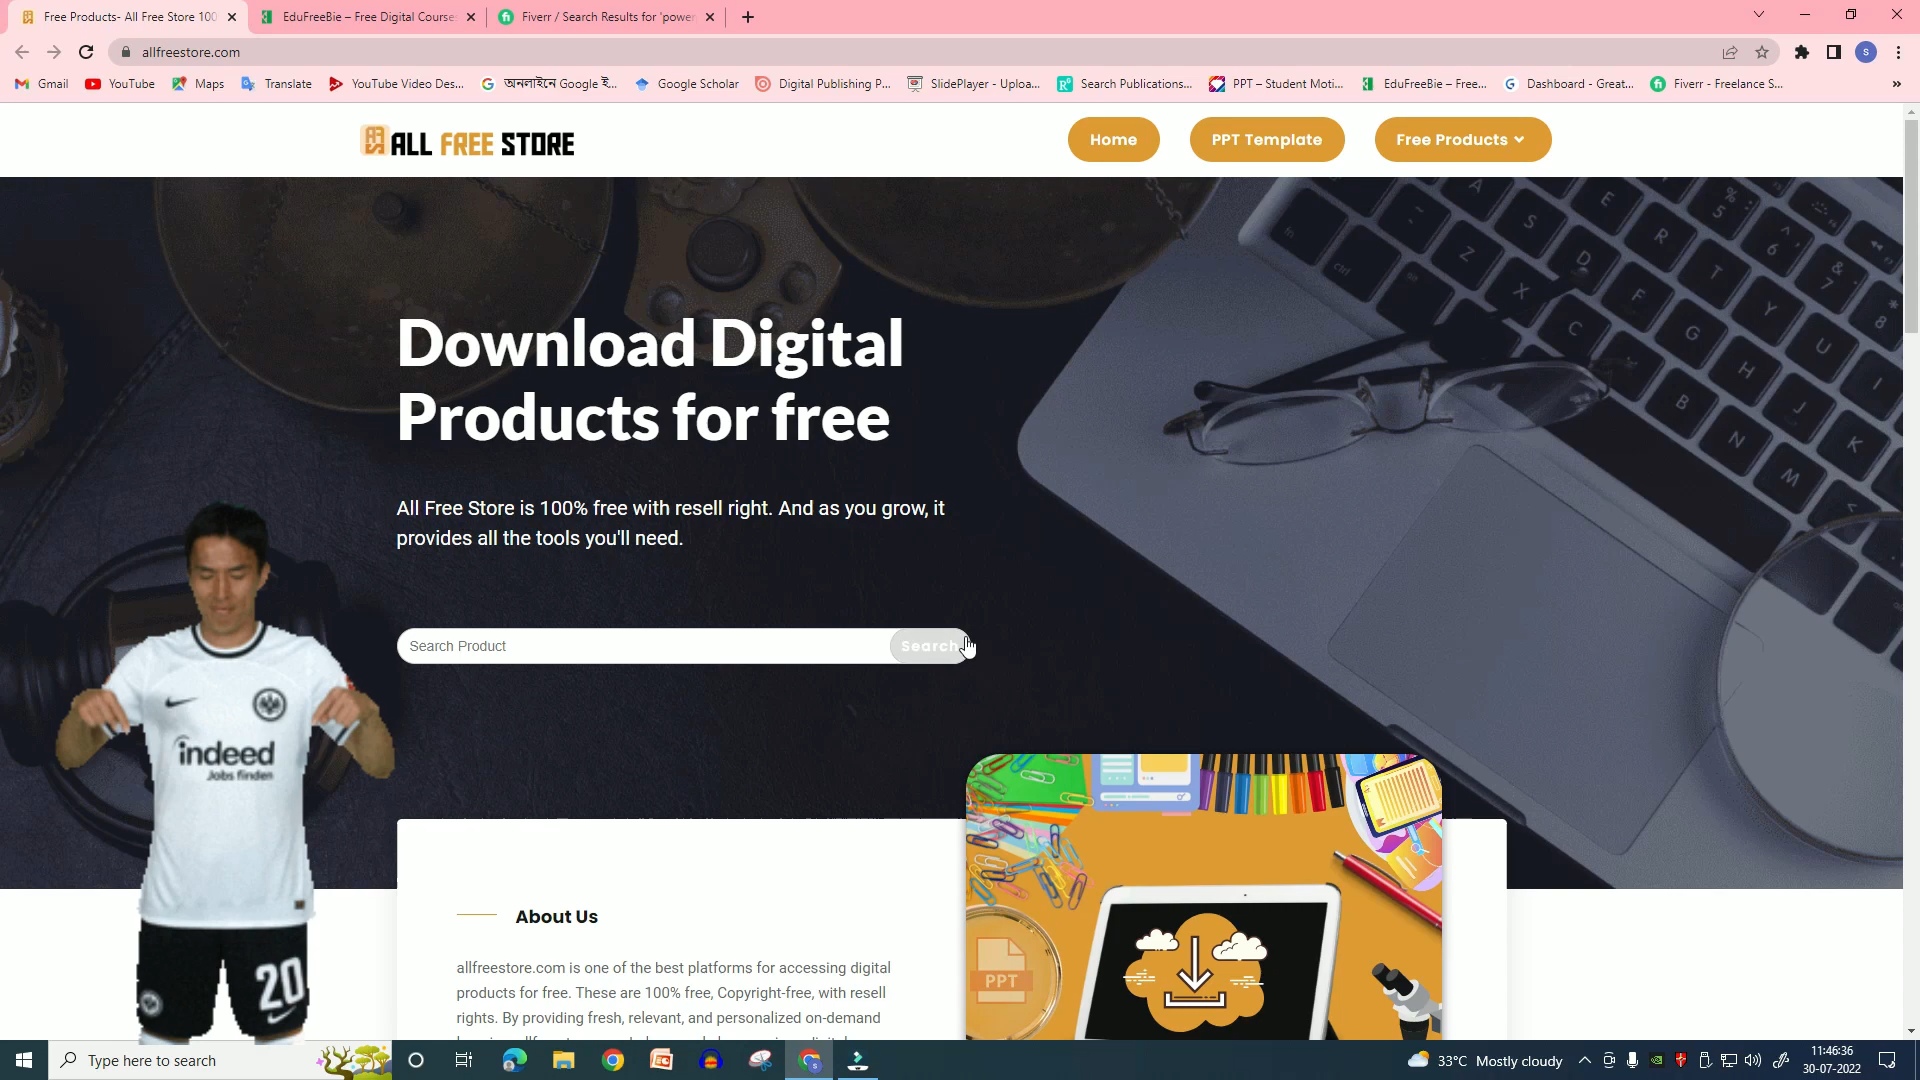 Free Products- All Free Store 100
EduFreeBie – Free Digital Course
Fiverr / Search Results for 'power
allfreestore.com
S
Gmail
YouTube
Maps
Translate
YouTube Video Des...
অনলাইনে Google ই...
Google Scholar
Digital Publishing P...
SlidePlayer - Uploa...
Search Publications...
PPT – Student Moti...
EduFreeBie – Free...
Dashboard - Great...
Fiverr - Freelance S...
»
ALL FREE STORE
Home
PPT Template
Free Products
Download Digital
Products for free
All Free Store is 100% free with resell right. And as you grow, it
provides all the tools you'll need.
Search Product
Search
indeed
Jobs finden
20
About Us
allfreestore.com is one of the best platforms for accessing digital
products for free. These are 100% free, Copyright-free, with resell
rights. By providing fresh, relevant, and personalized on-demand
PPT
Type here to search
33°C Mostly cloudy
11:46:36
30-07-2022